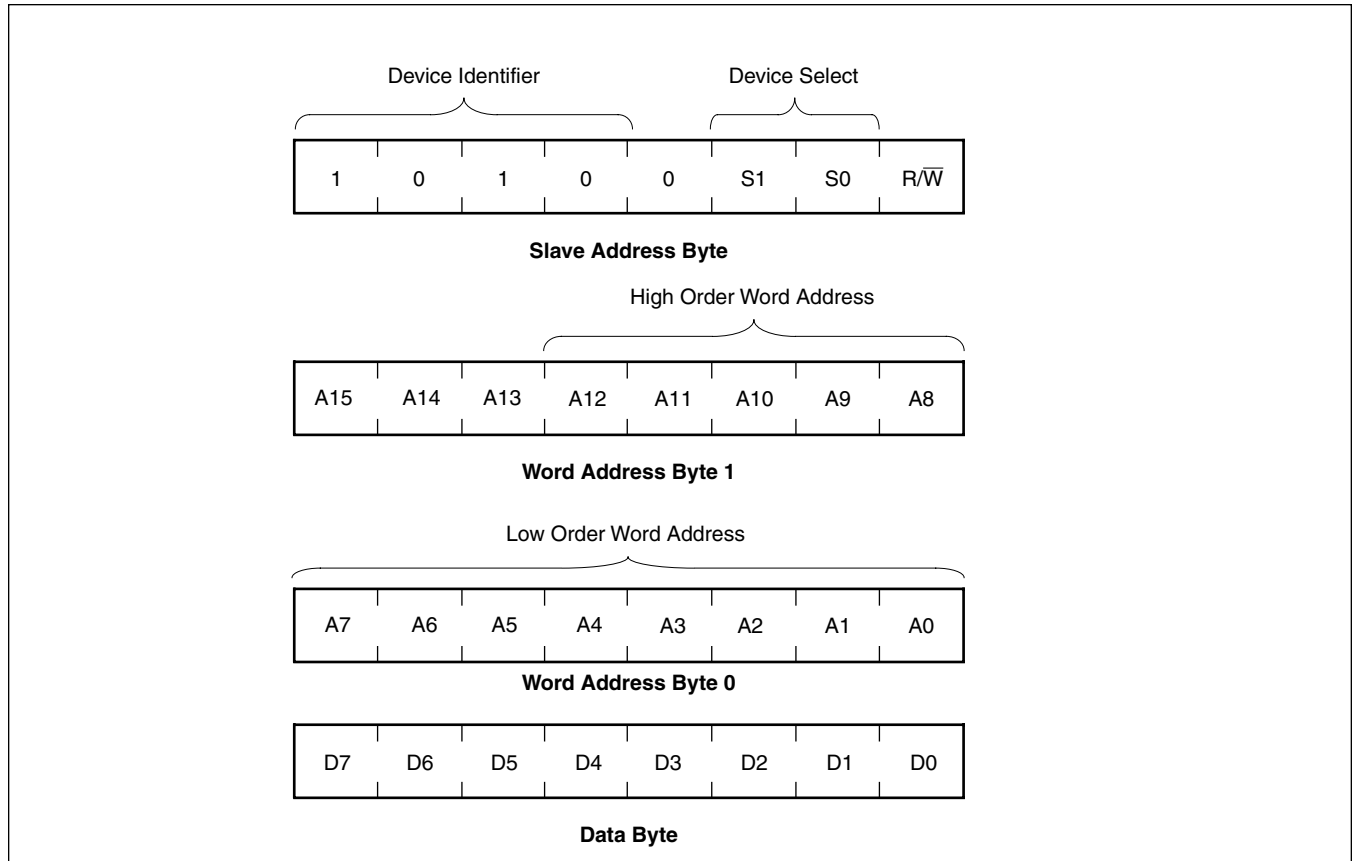 Device Identifier Device Select
1 0 1 0 0 S1 S0 R/W̅
Slave Address Byte
High Order Word Address
A15 A14 A13 A12 A11 A10 A9 A8
Word Address Byte 1
Low Order Word Address
A7 A6 A5 A4 A3 A2 A1 A0
Word Address Byte 0
D7 D6 D5 D4 D3 D2 D1 D0
Data Byte